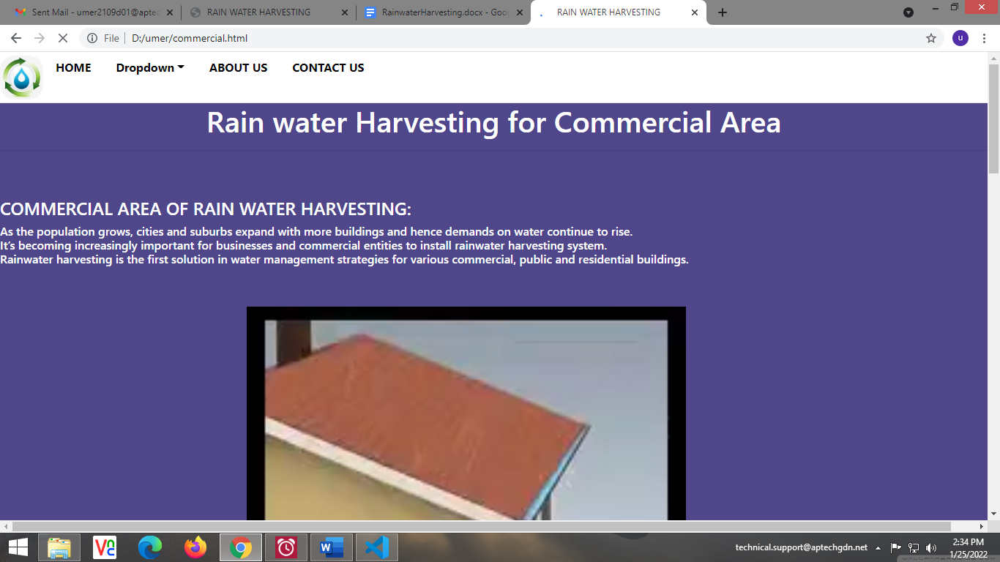 Sent Mail - umer2109d01@aptec
RAIN WATER HARVESTING
RainwaterHarvesting.docx - Goo
RAIN WATER HARVESTING
File
D:/umer/commercial.html
u
HOME
Dropdown
ABOUT US
CONTACT US
Rain water Harvesting for Commercial Area
COMMERCIAL AREA OF RAIN WATER HARVESTING:
As the population grows, cities and suburbs expand with more buildings and hence demands on water continue to rise.
It’s becoming increasingly important for businesses and commercial entities to install rainwater harvesting system.
Rainwater harvesting is the first solution in water management strategies for various commercial, public and residential buildings.
technical.support@aptechgdn.net
2:34 PM
1/25/2022